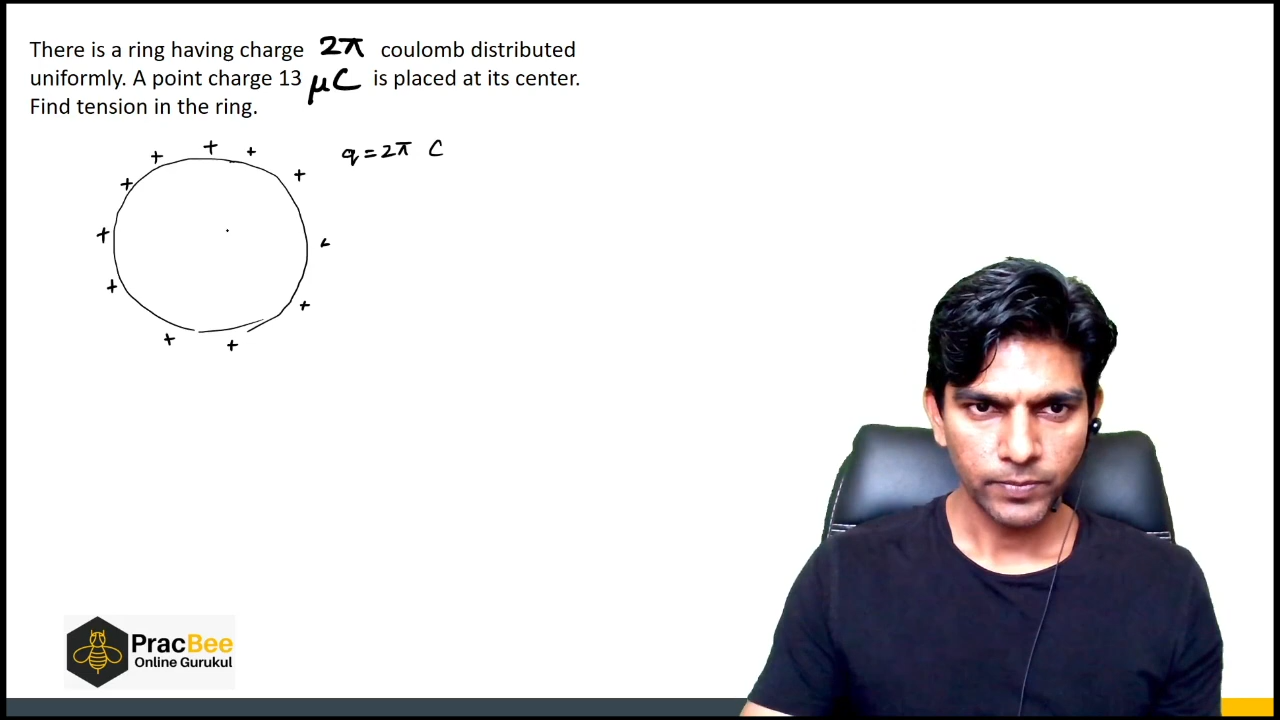 There is a ring having charge 2π coulomb distributed
uniformly. A point charge 13 μC is placed at its center.
Find tension in the ring.
q = 2π C
PracBee
Online Gurukul